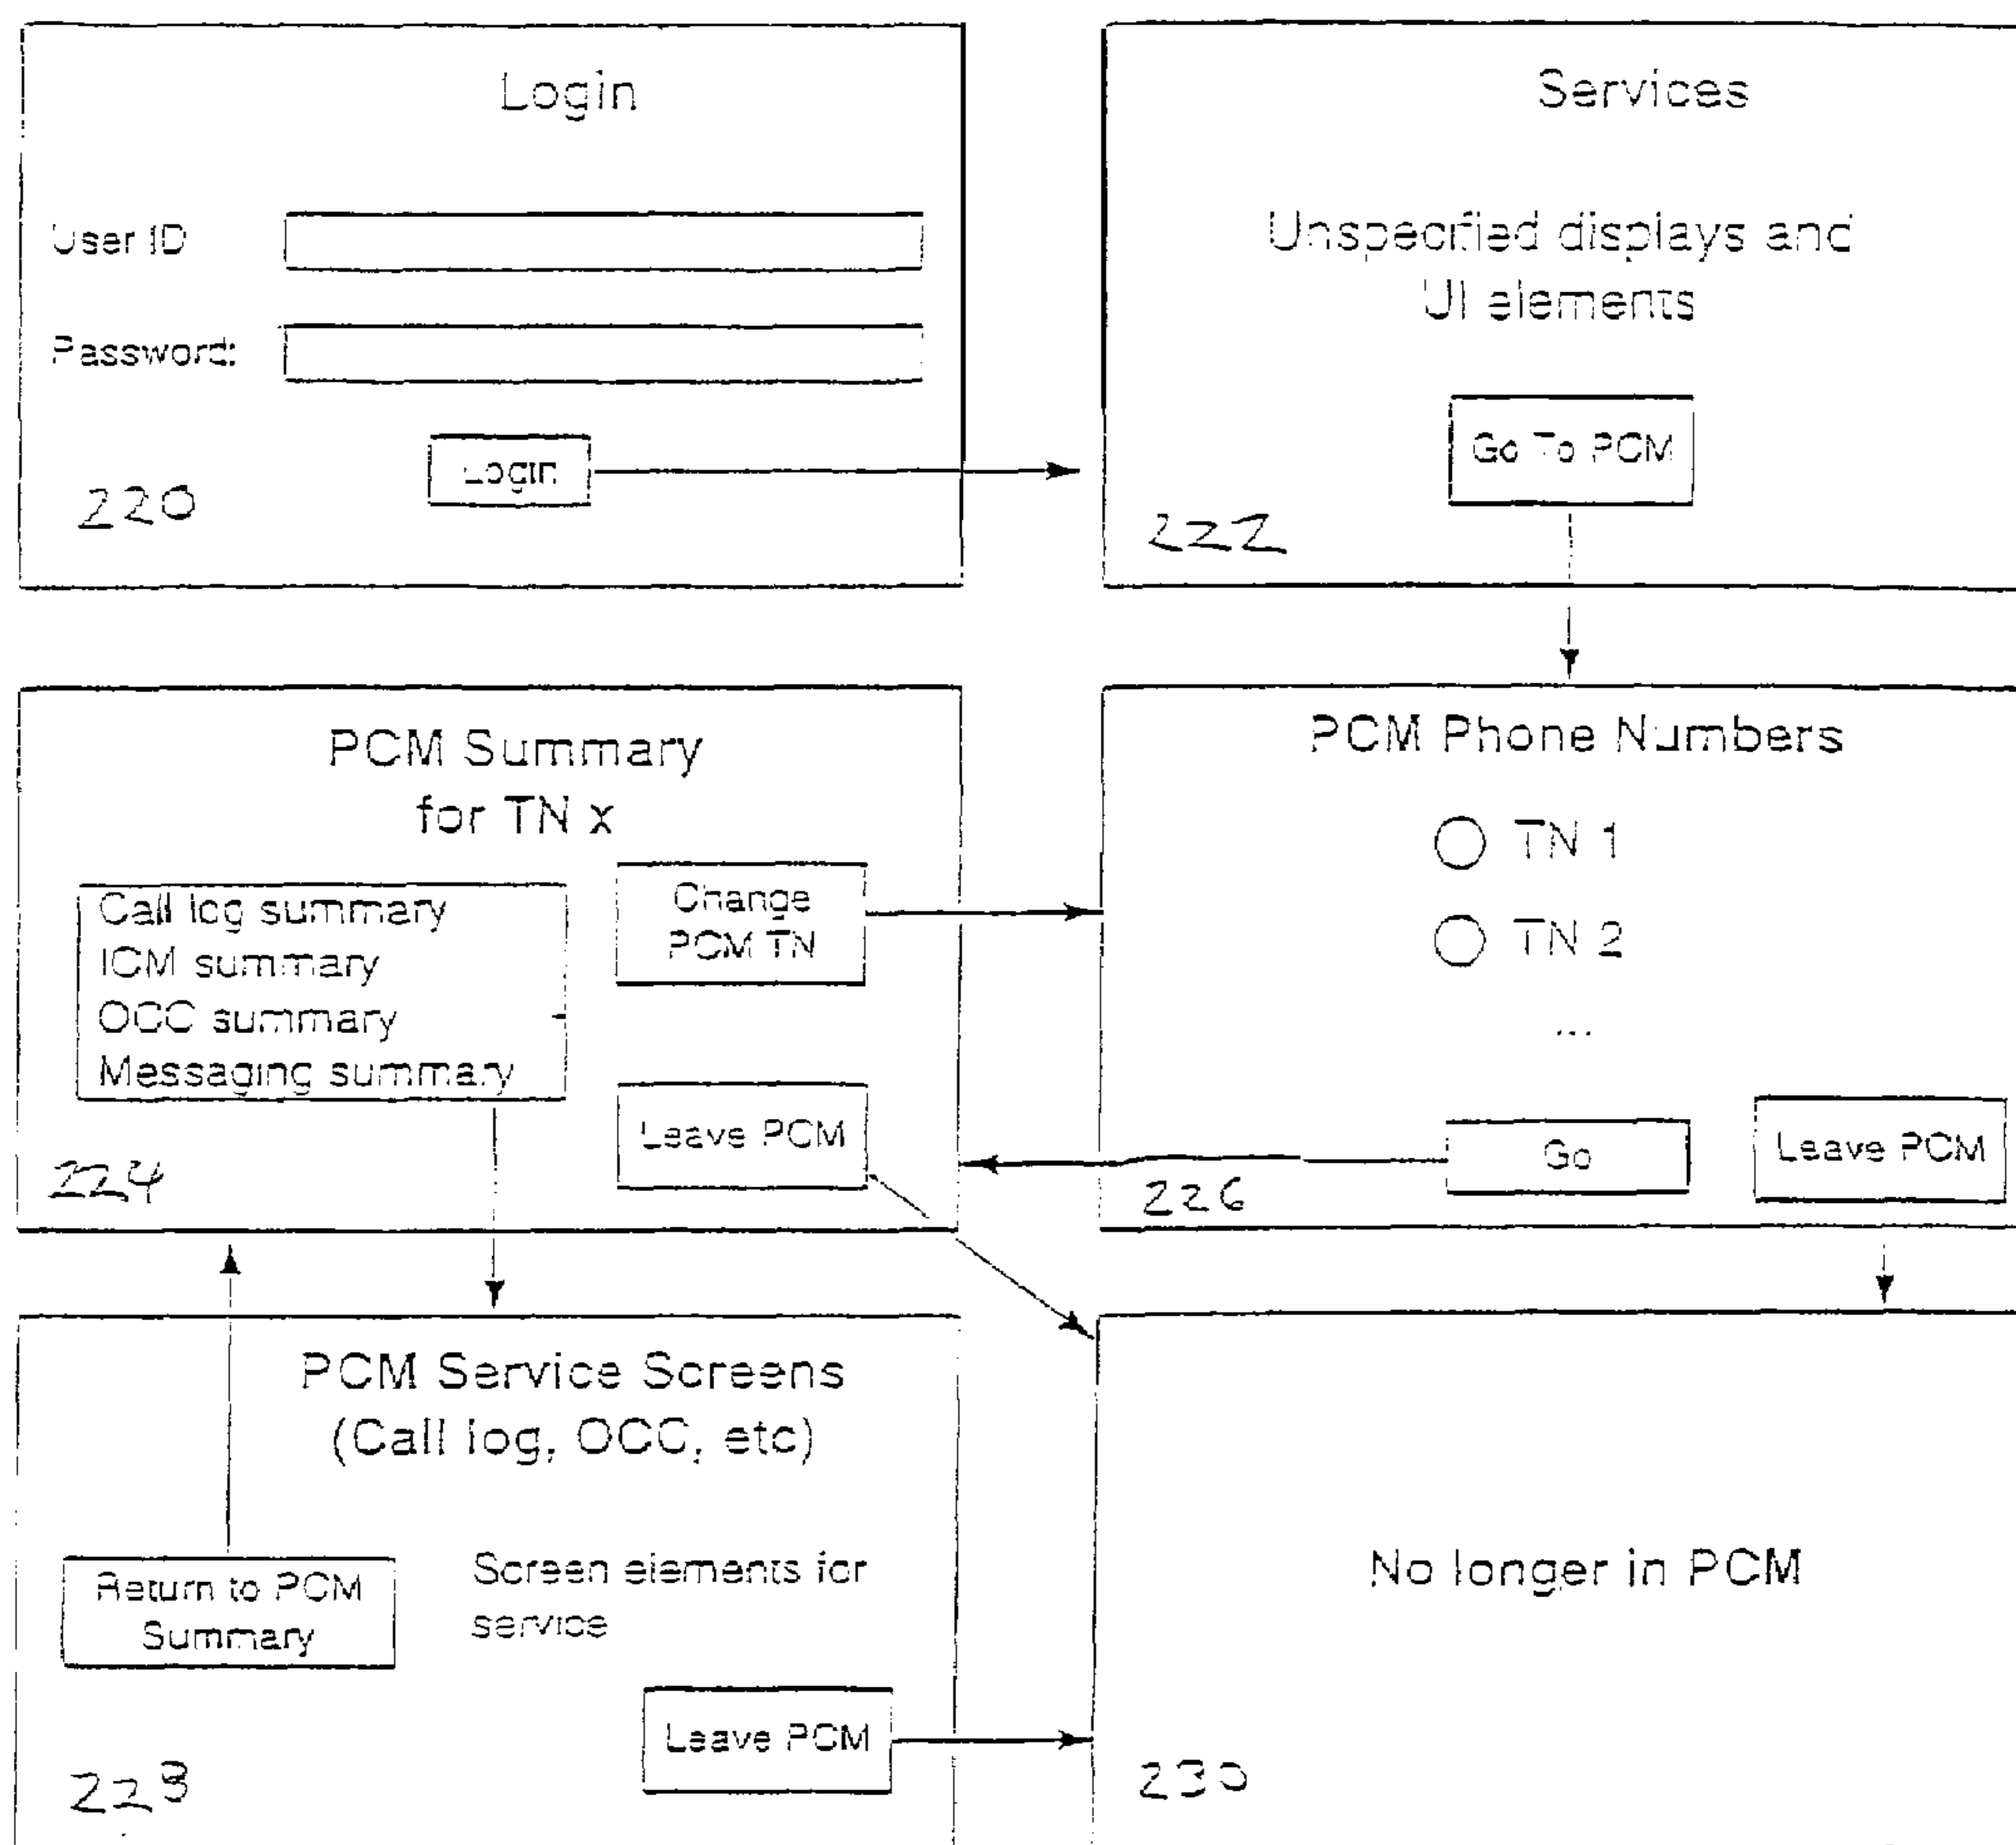 Login
User ID
Password:
Login
220
Services
Unspecified displays and
UI elements
Go To PCM
222
PCM Summary
for TN x
Call log summary
ICM summary
OCC summary
Messaging summary
Change
PCM TN
Leave PCM
224
PCM Phone Numbers
TN 1
TN 2
...
Go
Leave PCM
226
PCM Service Screens
(Call log, OCC, etc)
Return to PCM
Summary
Screen elements for
service
Leave PCM
228
No longer in PCM
230